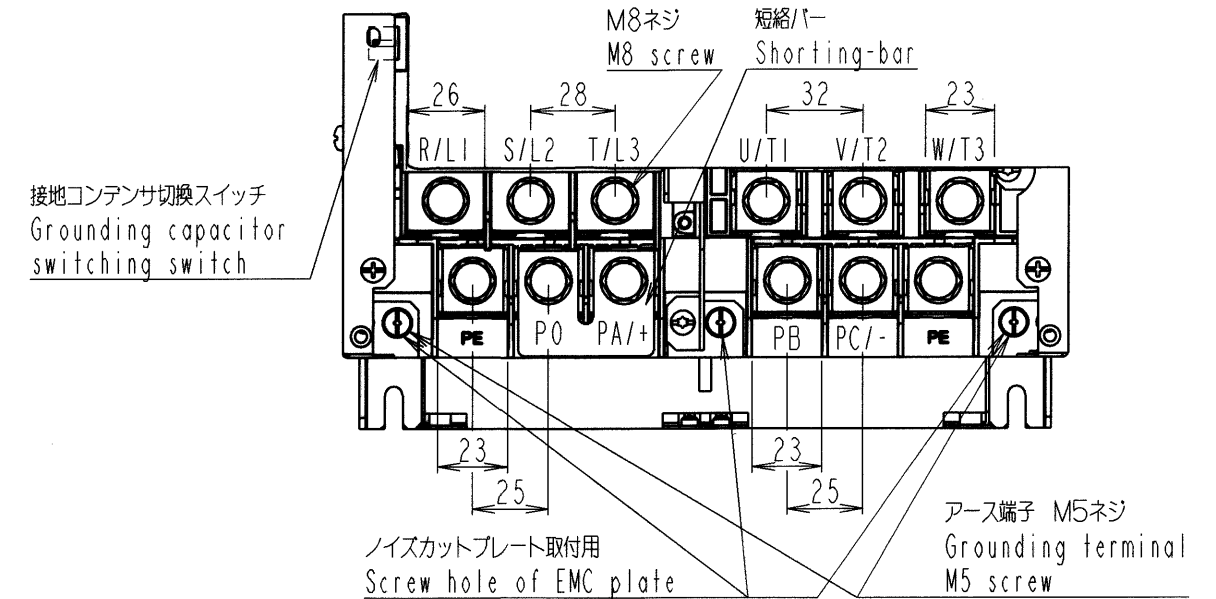 M8ネジ
M8 screw
短絡バー
Shorting-bar
26
28
32
23
R/L1
S/L2
T/L3
U/T1
V/T2
W/T3
接地コンデンサ切換スイッチ
Grounding capacitor
switching switch
PE
P0
PA/+
PB
PC/-
PE
23
25
23
25
ノイズカットプレート取付用
Screw hole of EMC plate
アース端子 M5ネジ
Grounding terminal
M5 screw